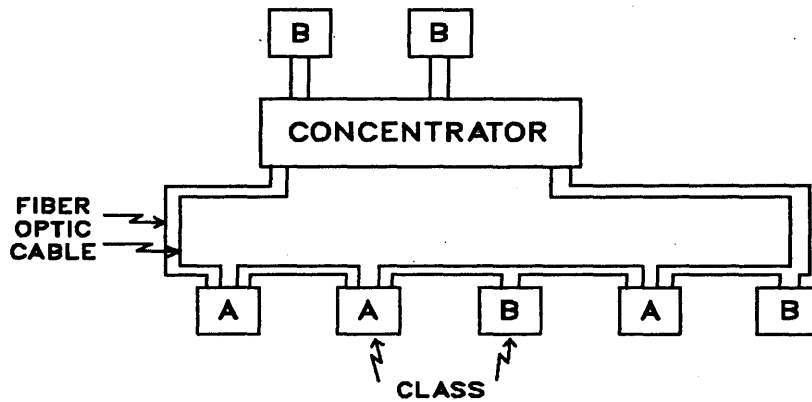 B B
CONCENTRATOR
FIBER
OPTIC
CABLE
A A B A B
CLASS